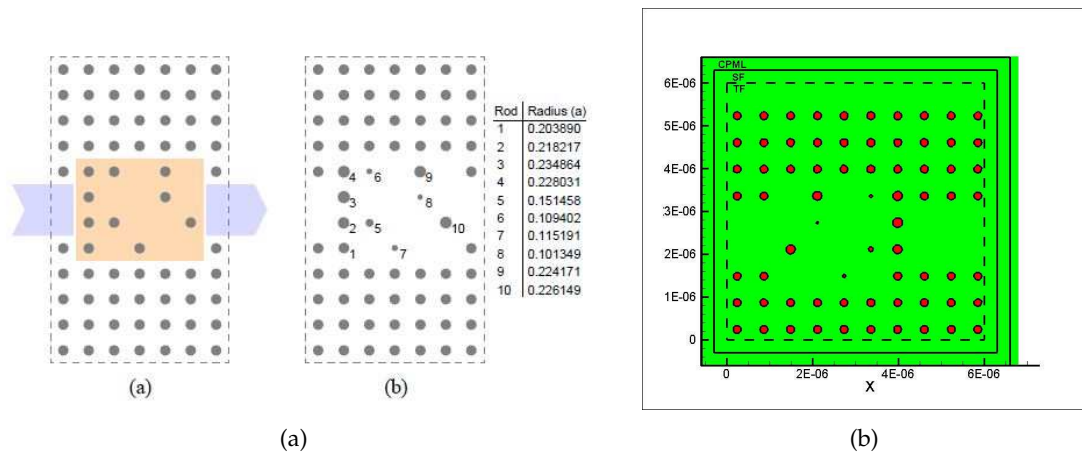 4
6
9
3
8
2
5
10
1
7
Rod Radius (a)
1 0.203890
2 0.218217
3 0.234864
4 0.228031
5 0.151458
6 0.109402
7 0.115191
8 0.101349
9 0.224171
10 0.226149
(a)
(b)
CPML
SF
TF
6E-06
5E-06
4E-06
3E-06
2E-06
1E-06
0
0 2E-06 4E-06 6E-06
X
(a)
(b)